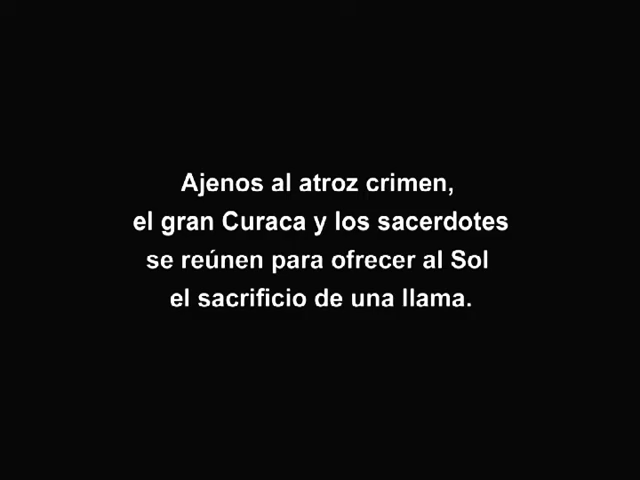 Ajenos al atroz crimen,
el gran Curaca y los sacerdotes
se reúnen para ofrecer al Sol
el sacrificio de una llama.